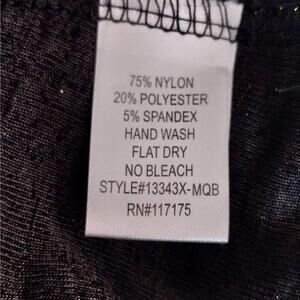 75% NYLON
20% POLYESTER
5% SPANDEX
HAND WASH
FLAT DRY
NO BLEACH
STYLE#13343X-MQB
RN#117175